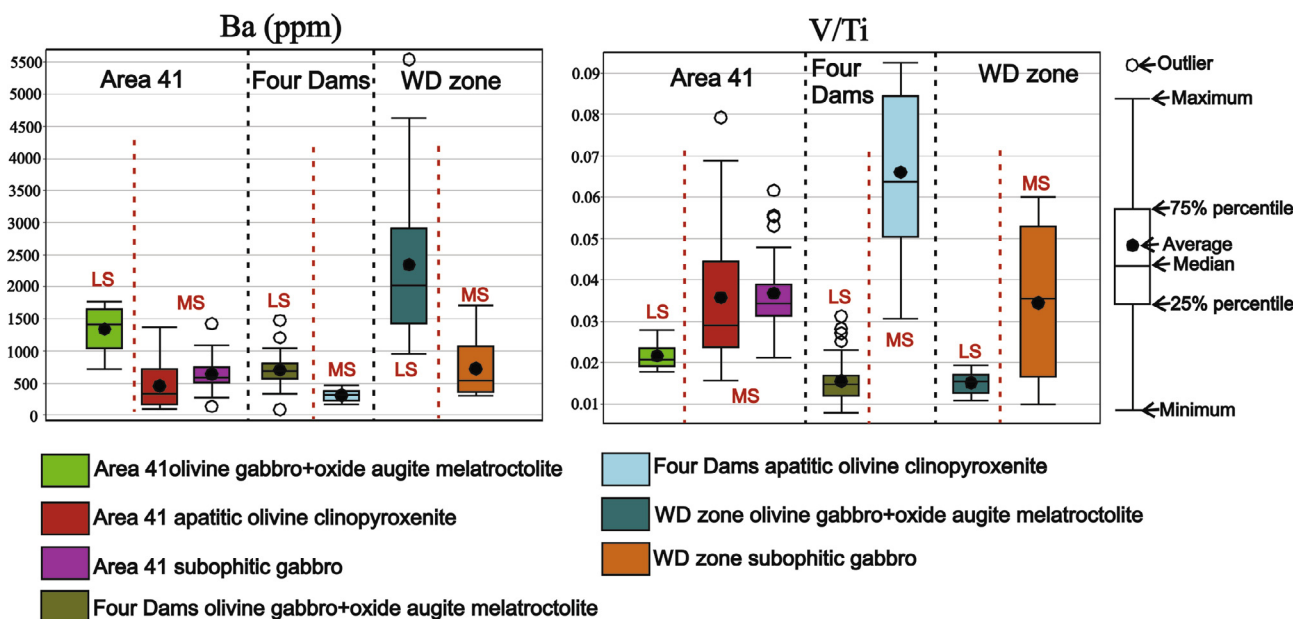 Ba (ppm)
5500
5000
4500
4000
3500
3000
2500
2000
1500
1000
500
0
Area 41
Four Dams
WD zone
LS
MS
LS
MS
LS
MS
V/Ti
0.09
0.08
0.07
0.06
0.05
0.04
0.03
0.02
0.01
Area 41
Four
Dams
WD zone
LS
MS
LS
MS
LS
MS
Outlier
Maximum
75% percentile
Average
Median
25% percentile
Minimum
Area 41olivine gabbro+oxide augite melatroctolite
Area 41 apatitic olivine clinopyroxenite
Area 41 subophitic gabbro
Four Dams olivine gabbro+oxide augite melatroctolite
Four Dams apatitic olivine clinopyroxenite
WD zone olivine gabbro+oxide augite melatroctolite
WD zone subophitic gabbro